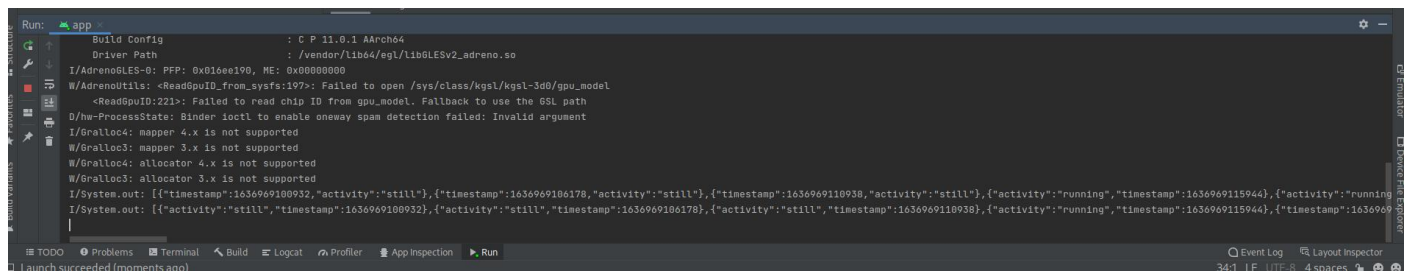 Run: app
Build Config : C P 11.0.1 AArch64
Driver Path : /vendor/lib64/egl/libGLESv2_adreno.so
I/AdrenoGLES-0: PFP: 0x016ee190, ME: 0x00000000
W/AdrenoUtils: <ReadGpuID_from_sysfs:197>: Failed to open /sys/class/kgsl/kgsl-3d0/gpu_model
<ReadGpuID:221>: Failed to read chip ID from gpu_model. Fallback to use the GSL path
D/hw-ProcessState: Binder ioctl to enable oneway spam detection failed: Invalid argument
I/Gralloc4: mapper 4.x is not supported
W/Gralloc3: mapper 3.x is not supported
W/Gralloc4: allocator 4.x is not supported
W/Gralloc3: allocator 3.x is not supported
I/System.out: [{"timestamp":1636969100932,"activity":"still"},{"timestamp":1636969106178,"activity":"still"},{"timestamp":1636969110938,"activity":"still"},{"activity":"running","timestamp":1636969115944},{"activity":"running
I/System.out: [{"activity":"still","timestamp":1636969100932},{"activity":"still","timestamp":1636969106178},{"activity":"still","timestamp":1636969110938},{"activity":"running","timestamp":1636969115944},{"timestamp":1636969
Structure
Favorites
Build Variants
Emulator
Device File Explorer
TODO Problems Terminal Build Logcat Profiler App Inspection Run Event Log Layout Inspector
Launch succeeded (moments ago) 34:1 LF UTF-8 4 spaces